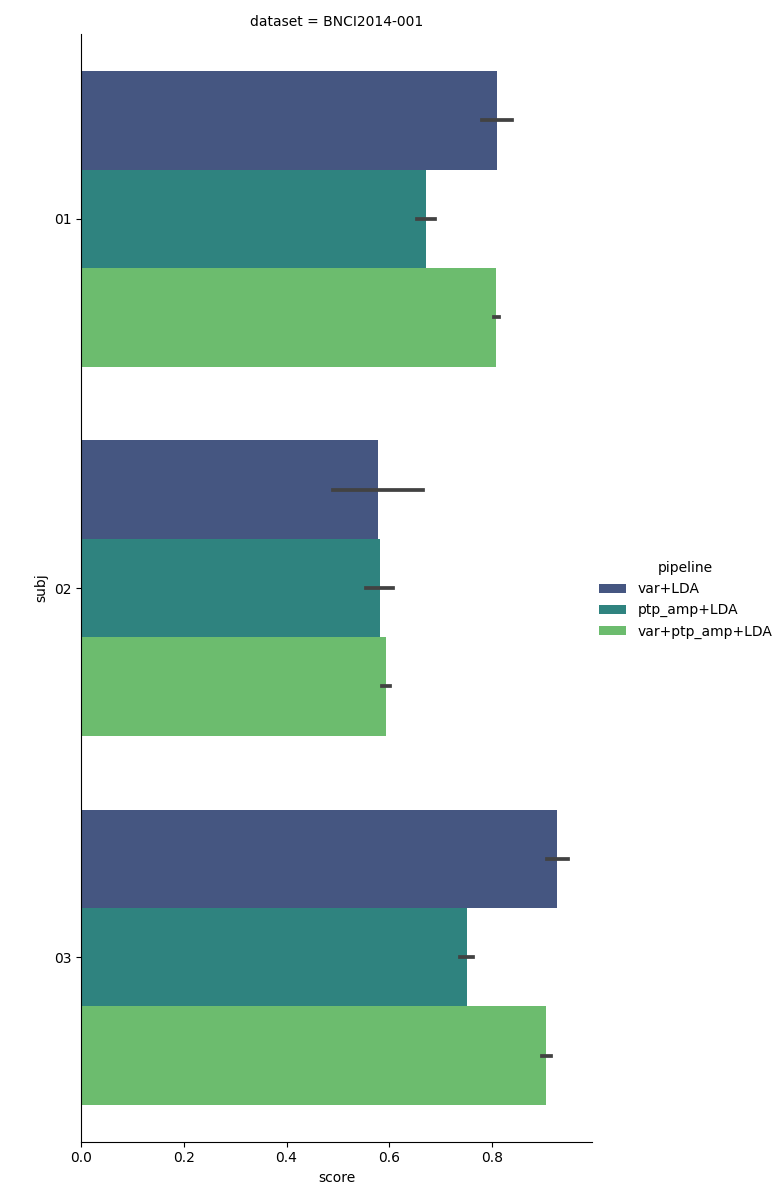 dataset = BNCI2014-001
01
02
03
subj
0.0 0.2 0.4 0.6 0.8
score
pipeline
var+LDA
ptp_amp+LDA
var+ptp_amp+LDA